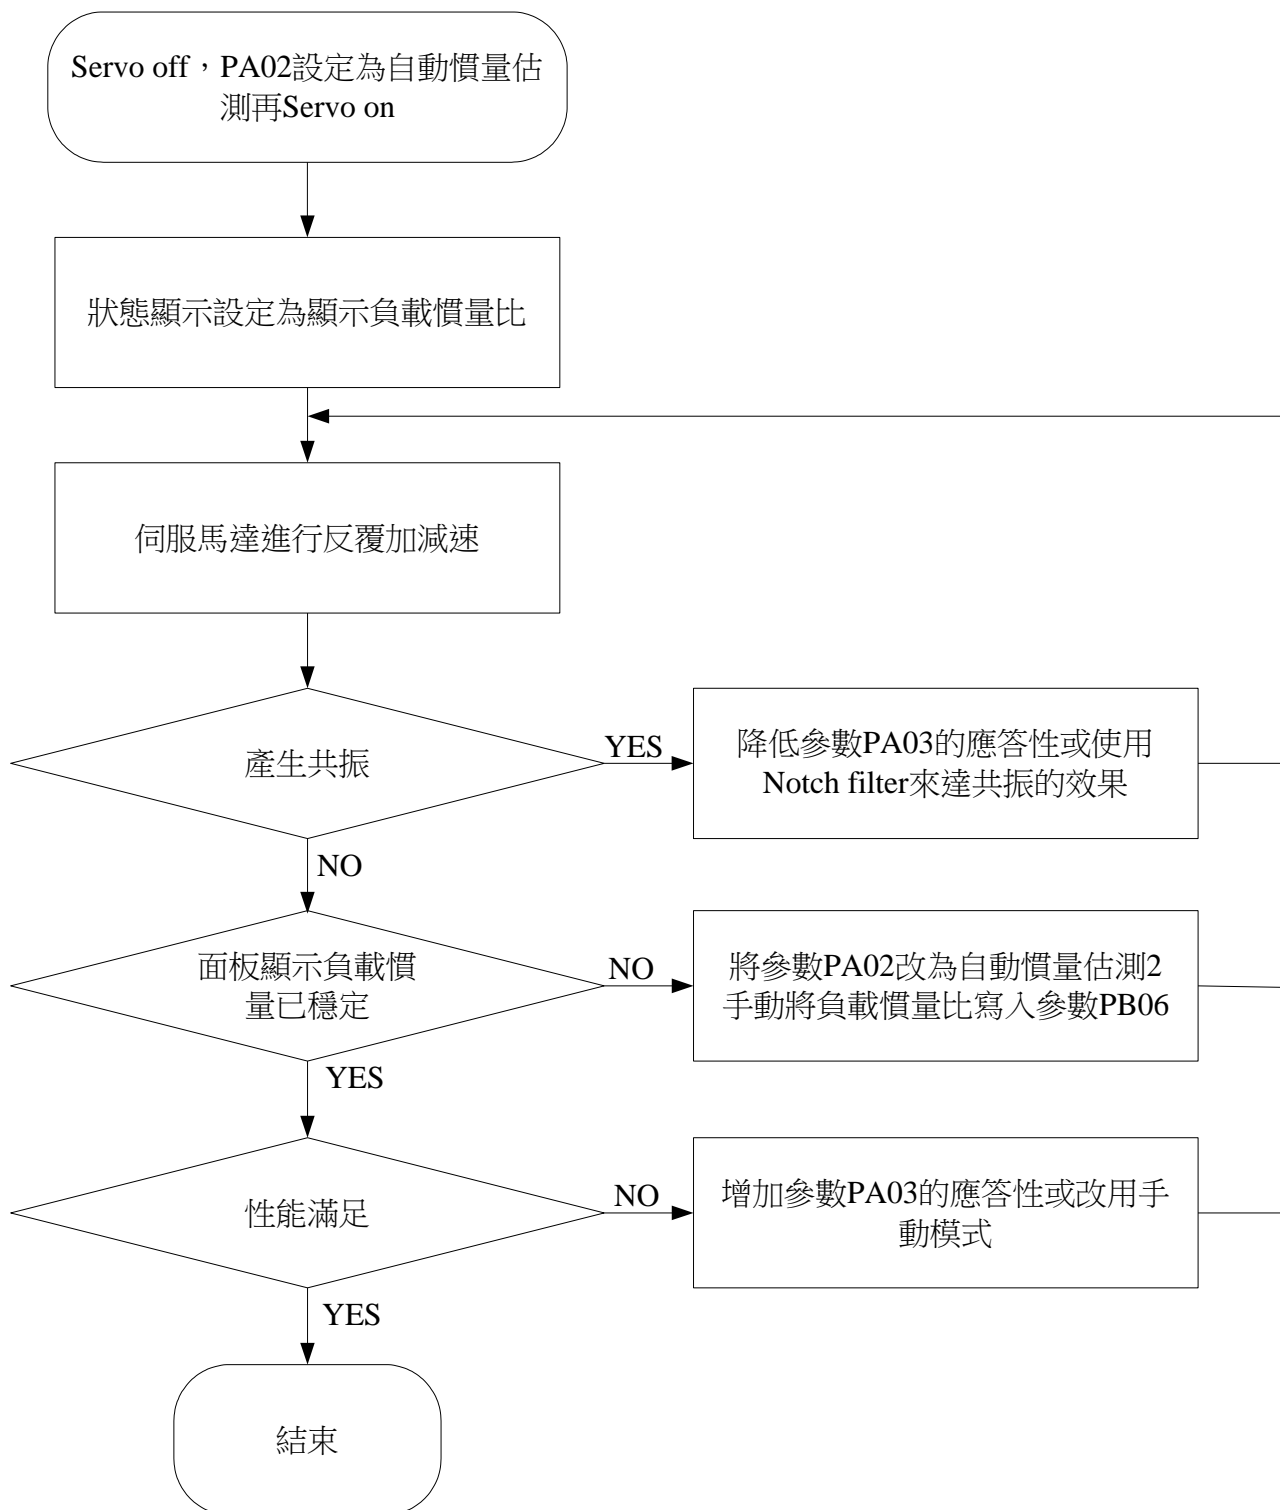 Servo off，PA02設定為自動慣量估
測再Servo on
狀態顯示設定為顯示負載慣量比
伺服馬達進行反覆加減速
產生共振
YES
降低參數PA03的應答性或使用
Notch filter來達共振的效果
NO
面板顯示負載慣
量已穩定
NO
將參數PA02改為自動慣量估測2
手動將負載慣量比寫入參數PB06
YES
性能滿足
NO
增加參數PA03的應答性或改用手
動模式
YES
結束